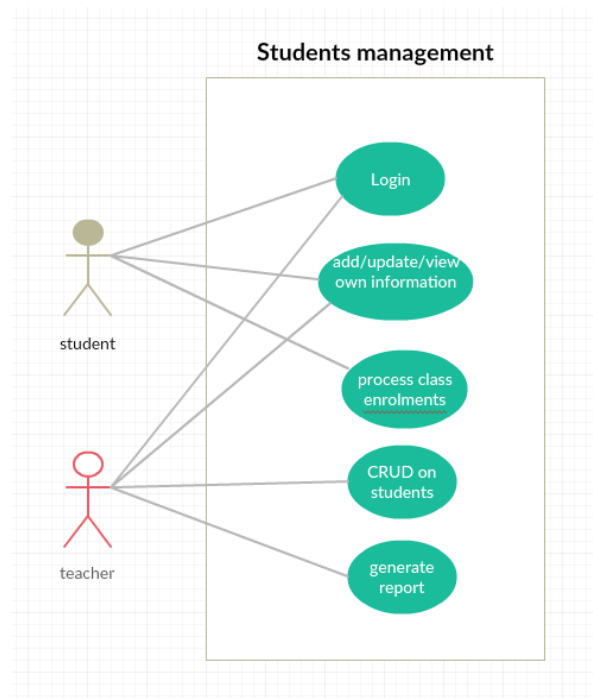 Students management
Login
add/update/view
own information
student
process class
enrolments
CRUD on
students
teacher
generate
report